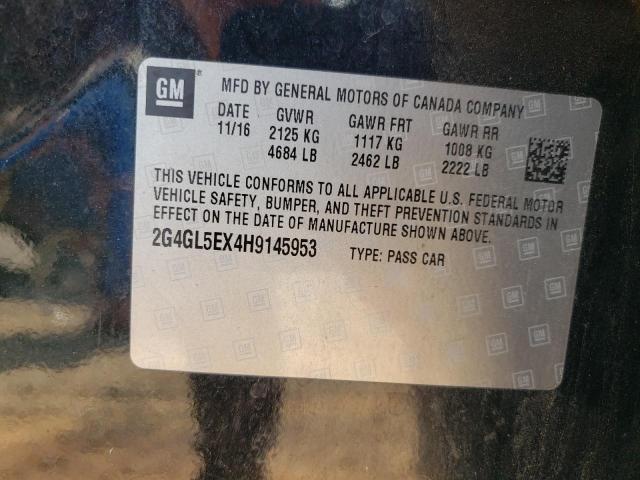 GM ®
MFD BY GENERAL MOTORS OF CANADA COMPANY
DATE GVWR GAWR FRT GAWR RR
11/16 2125 KG 1117 KG 1008 KG
4684 LB 2462 LB 2222 LB
THIS VEHICLE CONFORMS TO ALL APPLICABLE U.S. FEDERAL MOTOR
VEHICLE SAFETY, BUMPER, AND THEFT PREVENTION STANDARDS IN
EFFECT ON THE DATE OF MANUFACTURE SHOWN ABOVE.
2G4GL5EX4H9145953 TYPE: PASS CAR